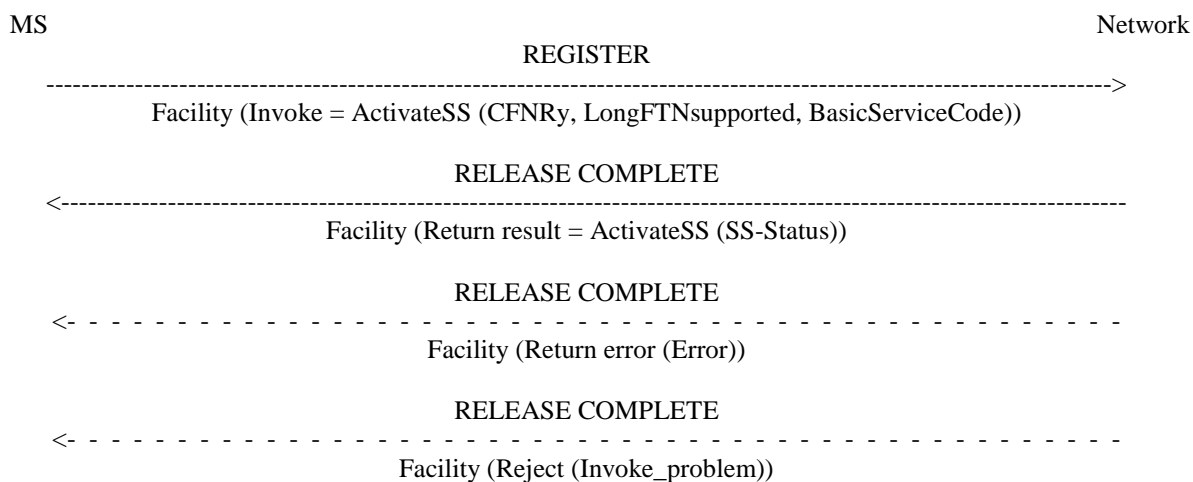 MS Network
REGISTER
------------------------------------------------------------------------------------------------------------------------>
Facility (Invoke = ActivateSS (CFNRy, LongFTNsupported, BasicServiceCode))
RELEASE COMPLETE
<------------------------------------------------------------------------------------------------------------------------
Facility (Return result = ActivateSS (SS-Status))
RELEASE COMPLETE
<- - - - - - - - - - - - - - - - - - - - - - - - - - - - - - - - - - - - - - - - - - - - - - - -
Facility (Return error (Error))
RELEASE COMPLETE
<- - - - - - - - - - - - - - - - - - - - - - - - - - - - - - - - - - - - - - - - - - - - - - - -
Facility (Reject (Invoke_problem))